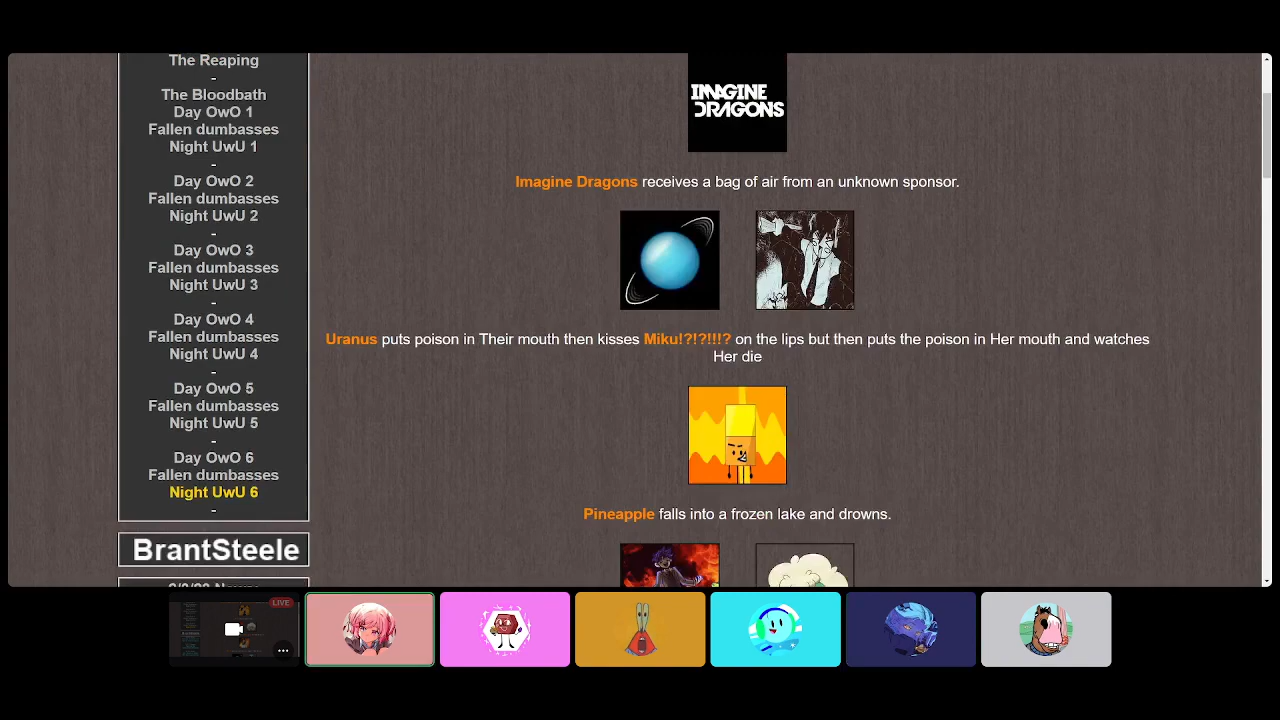 The Reaping
-
The Bloodbath
Day OwO 1
Fallen dumbasses
Night UwU 1
-
Day OwO 2
Fallen dumbasses
Night UwU 2
-
Day OwO 3
Fallen dumbasses
Night UwU 3
-
Day OwO 4
Fallen dumbasses
Night UwU 4
-
Day OwO 5
Fallen dumbasses
Night UwU 5
-
Day OwO 6
Fallen dumbasses
Night UwU 6
-
BrantSteele
IMAGINE
DRAGONS
Imagine Dragons receives a bag of air from an unknown sponsor.
Uranus puts poison in Their mouth then kisses Miku!?!?!!!? on the lips but then puts the poison in Her mouth and watches
Her die
Pineapple falls into a frozen lake and drowns.
LIVE